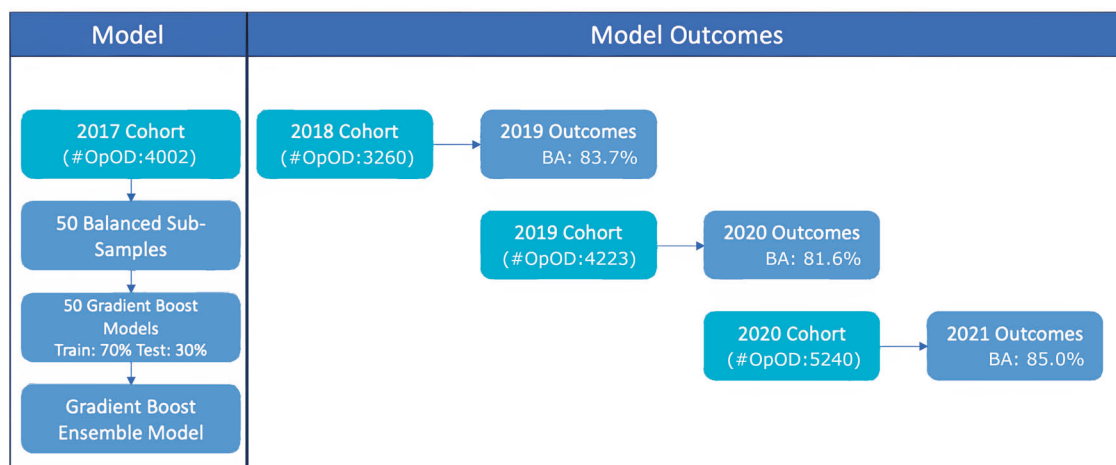 Model
Model Outcomes
2017 Cohort
(#OpOD:4002)
50 Balanced Sub-
Samples
50 Gradient Boost
Models
Train: 70% Test: 30%
Gradient Boost
Ensemble Model
2018 Cohort
(#OpOD:3260)
2019 Outcomes
BA: 83.7%
2019 Cohort
(#OpOD:4223)
2020 Outcomes
BA: 81.6%
2020 Cohort
(#OpOD:5240)
2021 Outcomes
BA: 85.0%